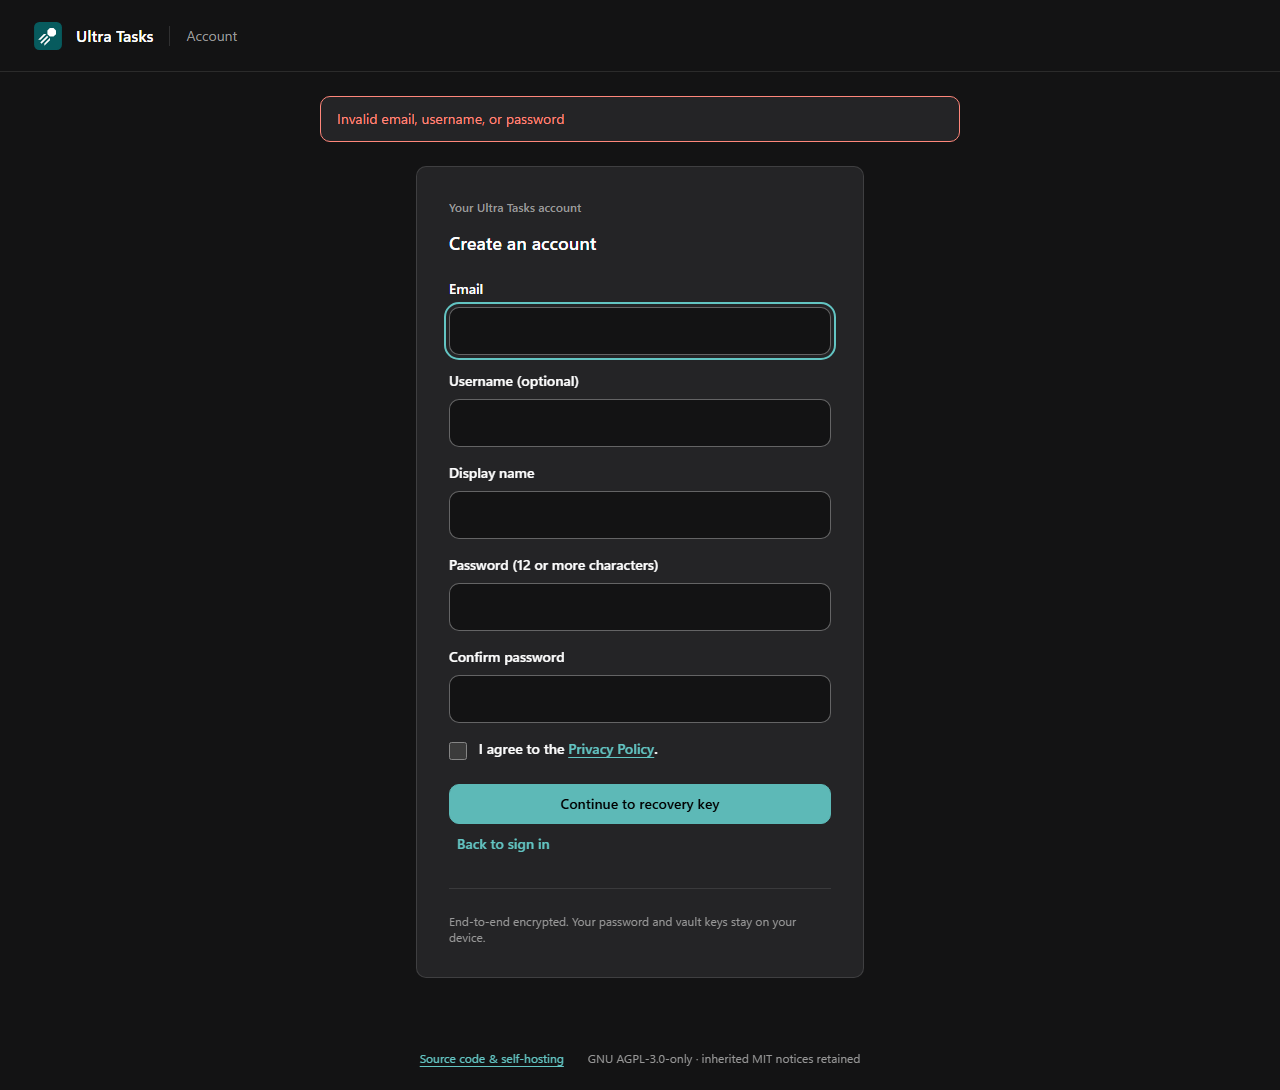 Ultra Tasks
Account
Invalid email, username, or password
Your Ultra Tasks account
Create an account
Email
Username (optional)
Display name
Password (12 or more characters)
Confirm password
I agree to the Privacy Policy.
Continue to recovery key
Back to sign in
End-to-end encrypted. Your password and vault keys stay on your
device.
Source code & self-hosting
GNU AGPL-3.0-only · inherited MIT notices retained